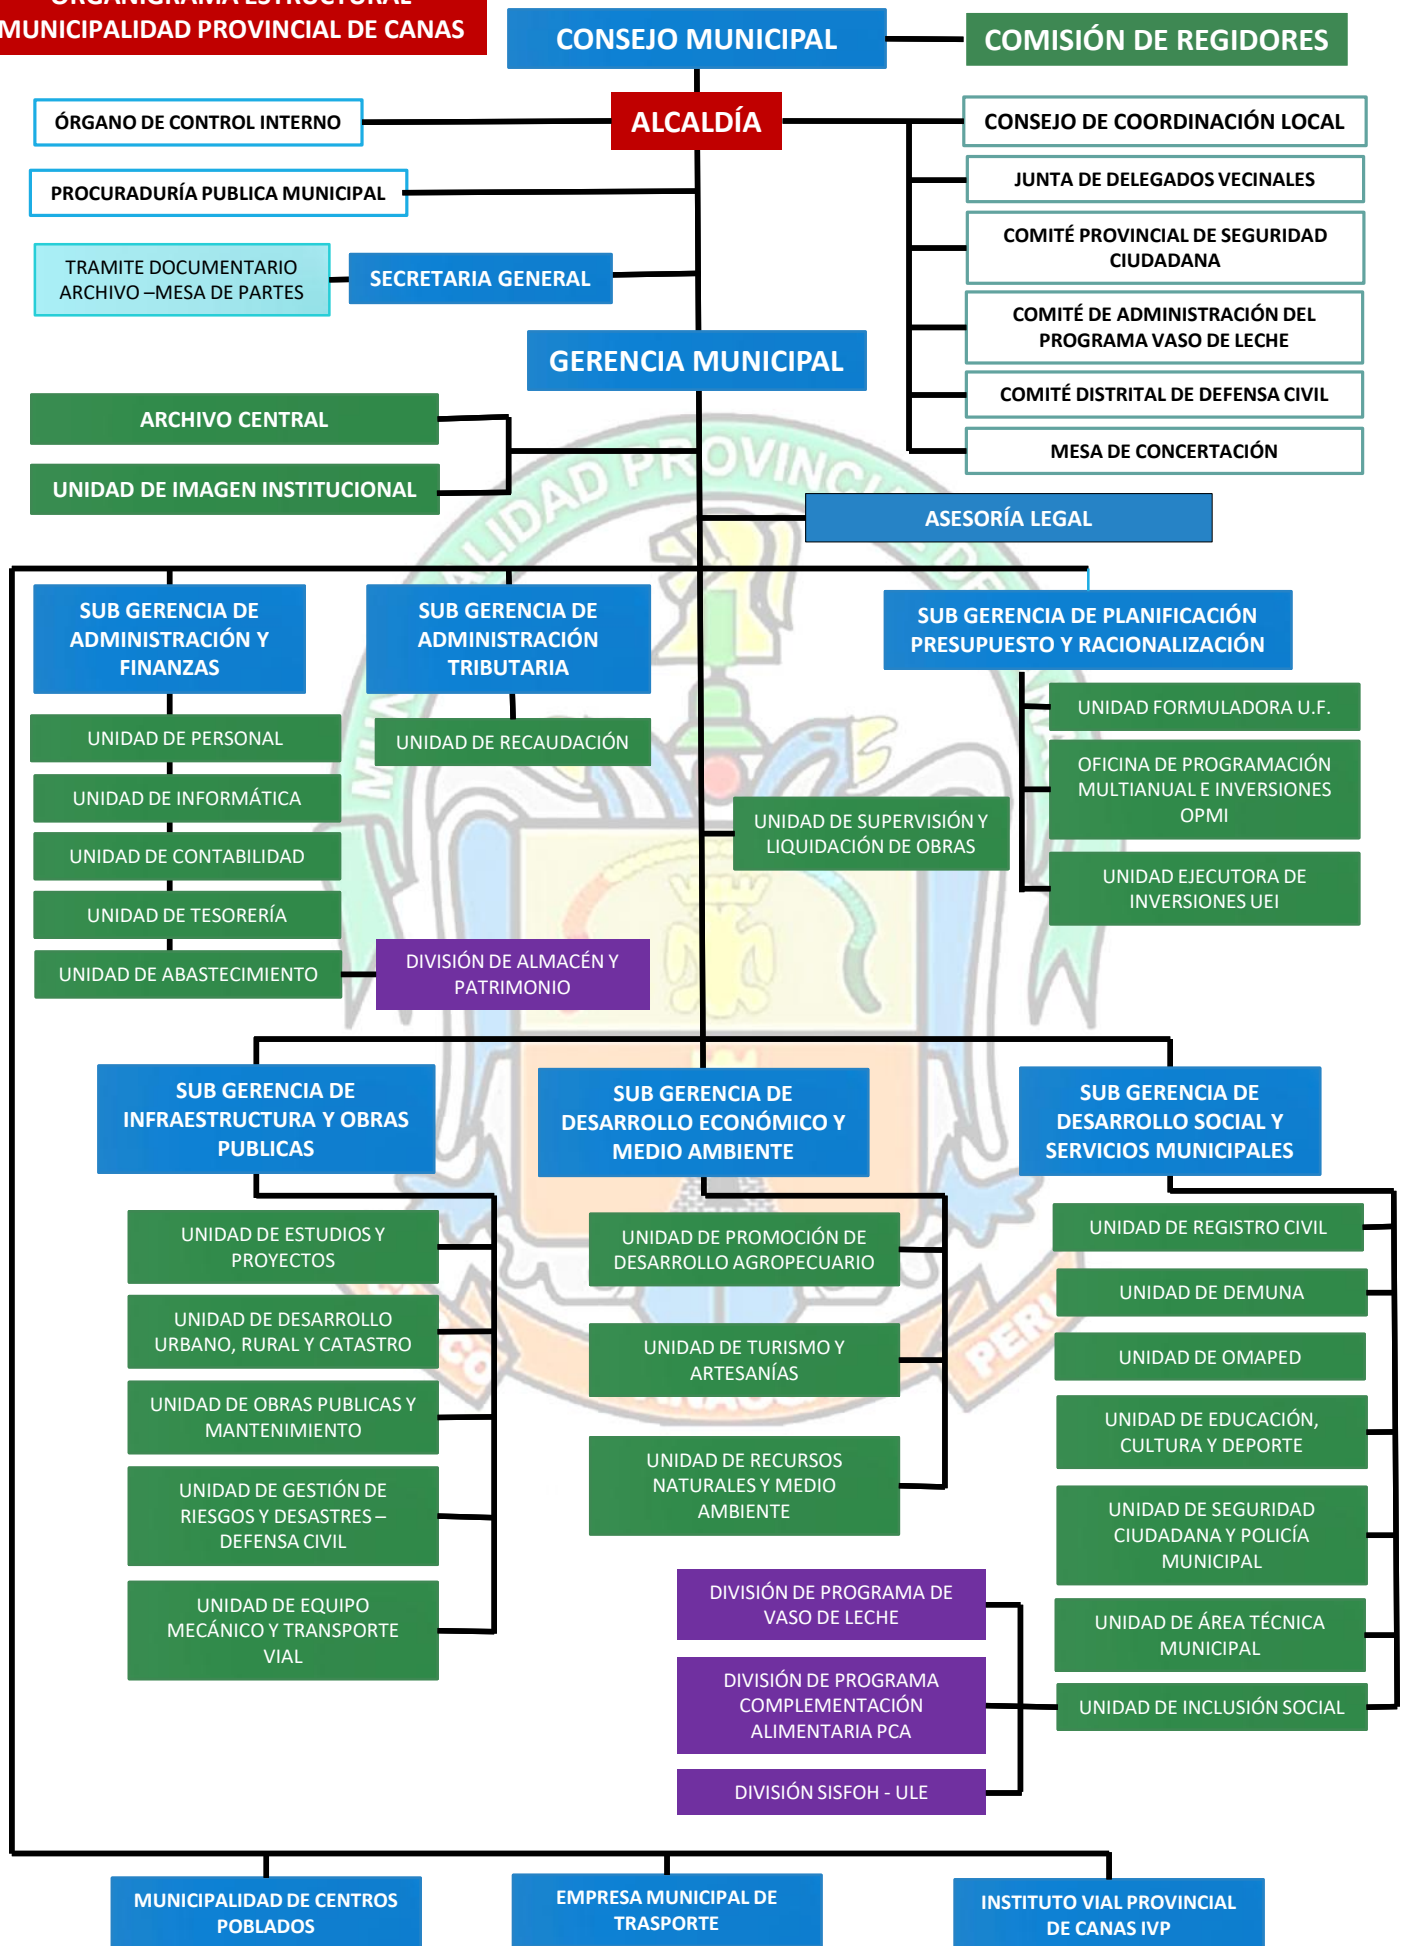 ORGANIGRAMA ESTRUCTURAL
MUNICIPALIDAD PROVINCIAL DE CANAS
CONSEJO MUNICIPAL
COMISIÓN DE REGIDORES
ALCALDÍA
ÓRGANO DE CONTROL INTERNO
PROCURADURÍA PUBLICA MUNICIPAL
TRAMITE DOCUMENTARIO
ARCHIVO –MESA DE PARTES
SECRETARIA GENERAL
CONSEJO DE COORDINACIÓN LOCAL
JUNTA DE DELEGADOS VECINALES
COMITÉ PROVINCIAL DE SEGURIDAD
CIUDADANA
COMITÉ DE ADMINISTRACIÓN DEL
PROGRAMA VASO DE LECHE
COMITÉ DISTRITAL DE DEFENSA CIVIL
MESA DE CONCERTACIÓN
GERENCIA MUNICIPAL
ARCHIVO CENTRAL
UNIDAD DE IMAGEN INSTITUCIONAL
ASESORÍA LEGAL
SUB GERENCIA DE
ADMINISTRACIÓN Y
FINANZAS
UNIDAD DE PERSONAL
UNIDAD DE INFORMÁTICA
UNIDAD DE CONTABILIDAD
UNIDAD DE TESORERÍA
UNIDAD DE ABASTECIMIENTO
DIVISIÓN DE ALMACÉN Y
PATRIMONIO
SUB GERENCIA DE
ADMINISTRACIÓN
TRIBUTARIA
UNIDAD DE RECAUDACIÓN
SUB GERENCIA DE PLANIFICACIÓN
PRESUPUESTO Y RACIONALIZACIÓN
UNIDAD FORMULADORA U.F.
OFICINA DE PROGRAMACIÓN
MULTIANUAL E INVERSIONES
OPMI
UNIDAD EJECUTORA DE
INVERSIONES UEI
UNIDAD DE SUPERVISIÓN Y
LIQUIDACIÓN DE OBRAS
SUB GERENCIA DE
INFRAESTRUCTURA Y OBRAS
PUBLICAS
UNIDAD DE ESTUDIOS Y
PROYECTOS
UNIDAD DE DESARROLLO
URBANO, RURAL Y CATASTRO
UNIDAD DE OBRAS PUBLICAS Y
MANTENIMIENTO
UNIDAD DE GESTIÓN DE
RIESGOS Y DESASTRES –
DEFENSA CIVIL
UNIDAD DE EQUIPO
MECÁNICO Y TRANSPORTE
VIAL
SUB GERENCIA DE
DESARROLLO ECONÓMICO Y
MEDIO AMBIENTE
UNIDAD DE PROMOCIÓN DE
DESARROLLO AGROPECUARIO
UNIDAD DE TURISMO Y
ARTESANÍAS
UNIDAD DE RECURSOS
NATURALES Y MEDIO
AMBIENTE
SUB GERENCIA DE
DESARROLLO SOCIAL Y
SERVICIOS MUNICIPALES
UNIDAD DE REGISTRO CIVIL
UNIDAD DE DEMUNA
UNIDAD DE OMAPED
UNIDAD DE EDUCACIÓN,
CULTURA Y DEPORTE
UNIDAD DE SEGURIDAD
CIUDADANA Y POLICÍA
MUNICIPAL
UNIDAD DE ÁREA TÉCNICA
MUNICIPAL
UNIDAD DE INCLUSIÓN SOCIAL
DIVISIÓN DE PROGRAMA DE
VASO DE LECHE
DIVISIÓN DE PROGRAMA
COMPLEMENTACIÓN
ALIMENTARIA PCA
DIVISIÓN SISFOH - ULE
MUNICIPALIDAD DE CENTROS
POBLADOS
EMPRESA MUNICIPAL DE
TRASPORTE
INSTITUTO VIAL PROVINCIAL
DE CANAS IVP